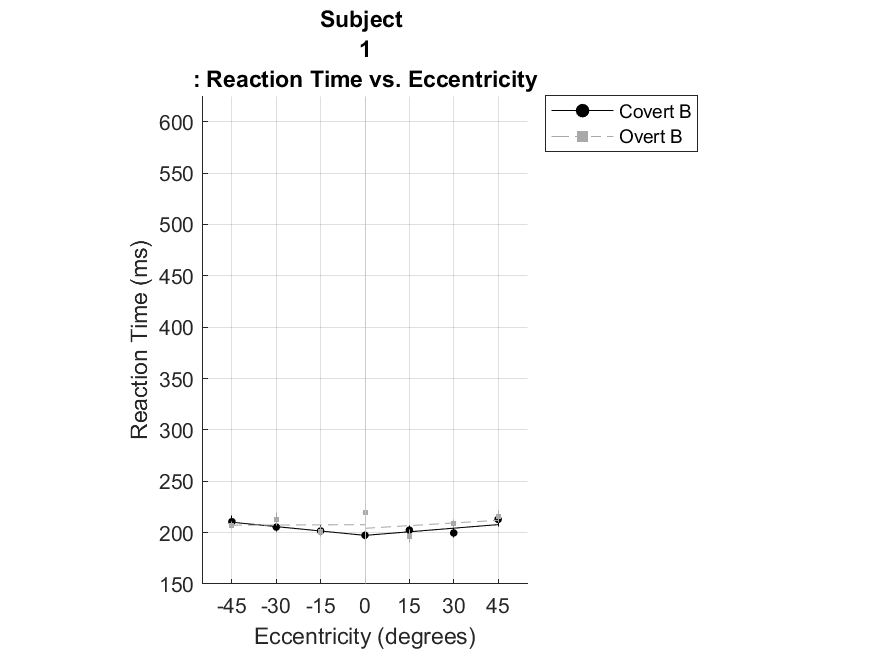 Subject
1
: Reaction Time vs. Eccentricity
Covert B
Overt B
600
550
500
450
400
350
300
250
200
150
Reaction Time (ms)
-45 -30 -15 0 15 30 45
Eccentricity (degrees)